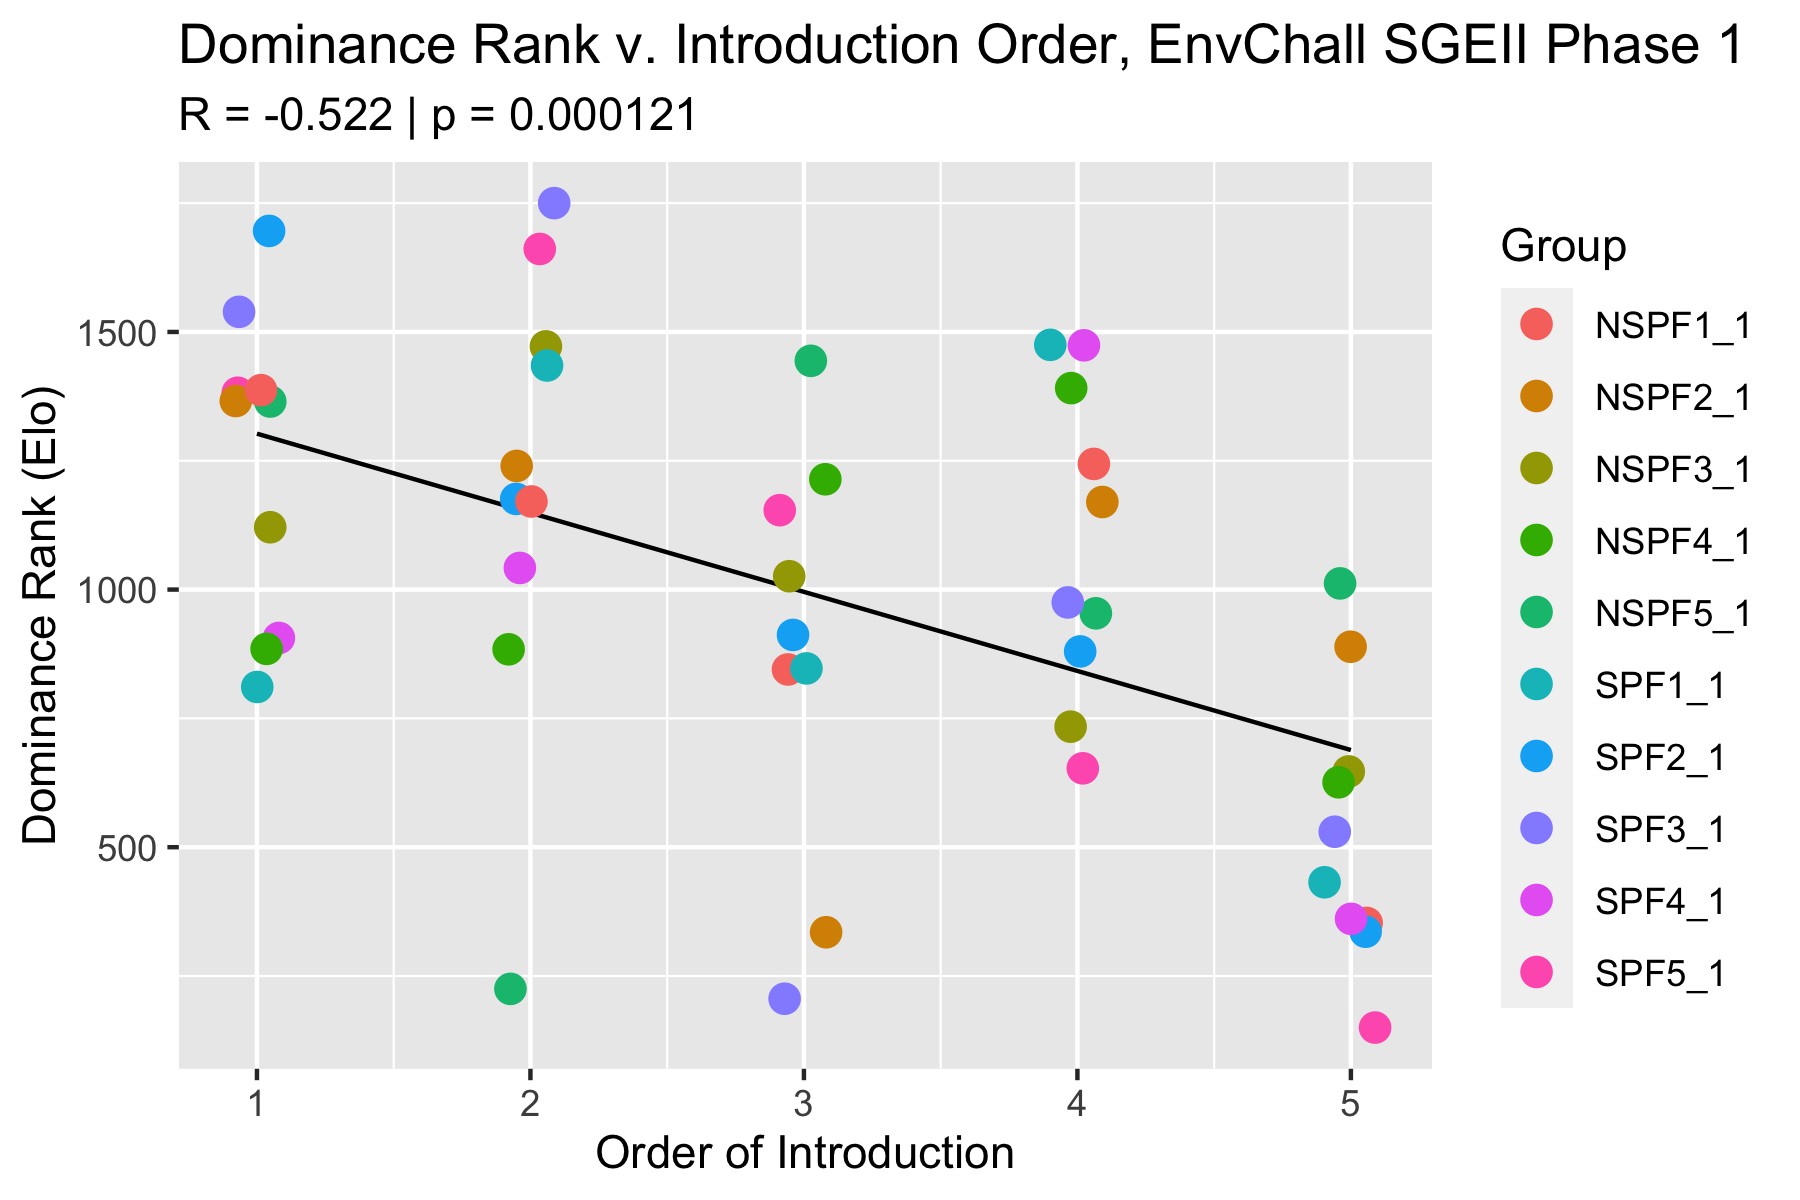 Dominance Rank v. Introduction Order, EnvChall SGEII Phase 1
R = -0.522 | p = 0.000121
Dominance Rank (Elo)
1500
1000
500
1 2 3 4 5
Order of Introduction
Group
NSPF1_1
NSPF2_1
NSPF3_1
NSPF4_1
NSPF5_1
SPF1_1
SPF2_1
SPF3_1
SPF4_1
SPF5_1